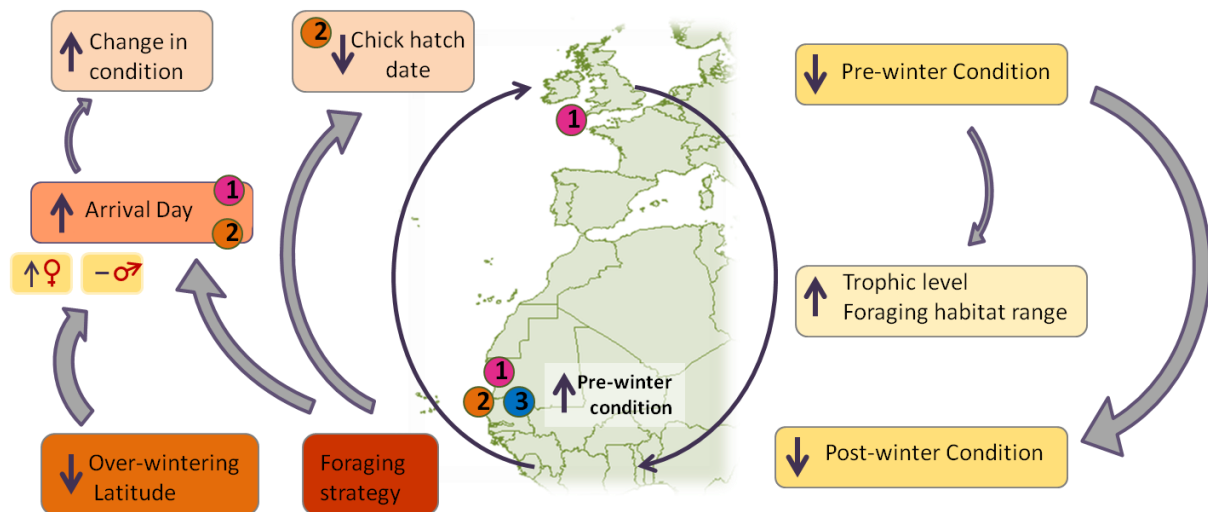 Change in
condition
2
Chick hatch
date
1
Arrival Day
1
2
♀
– ♂
Over-wintering
Latitude
Foraging
strategy
1
2
3
Pre-winter
condition
Pre-winter Condition
Trophic level
Foraging habitat range
Post-winter Condition